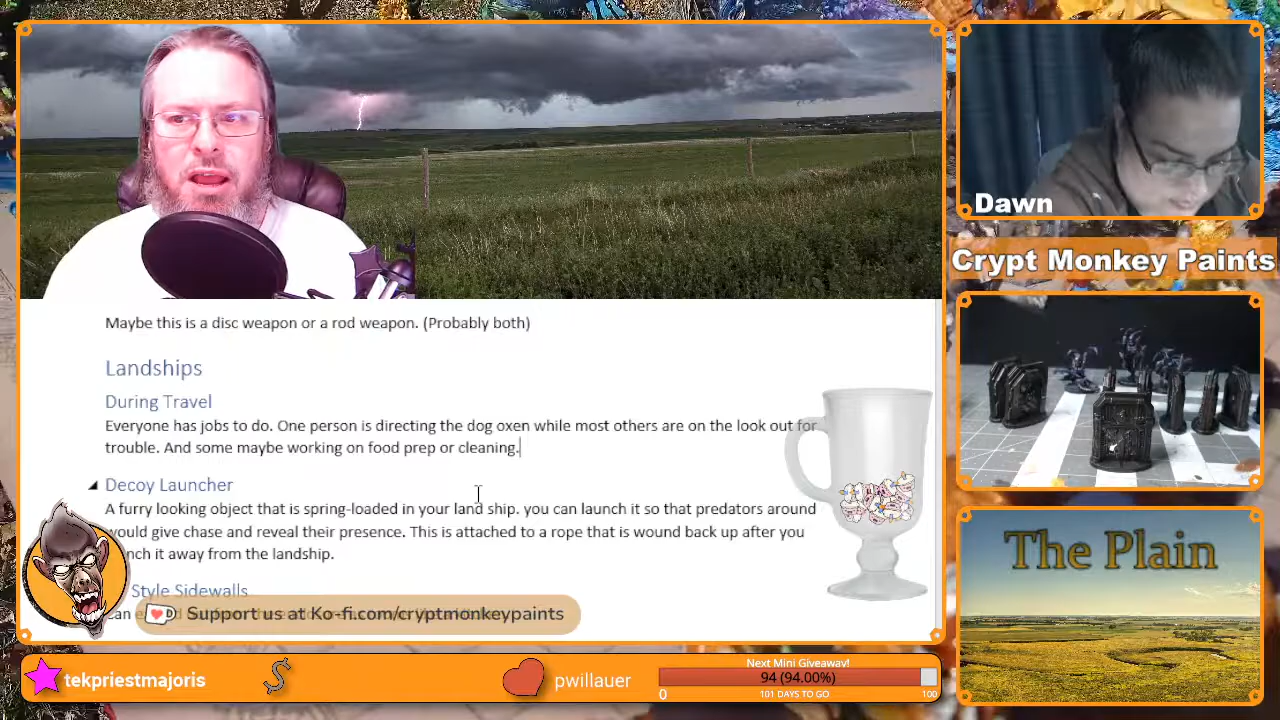 Maybe this is a disc weapon or a rod weapon. (Probably both)
Landships
During Travel
Everyone has jobs to do. One person is directing the dog oxen while most others are on the look out for
trouble. And some maybe working on food prep or cleaning.
Decoy Launcher
A furry looking object that is spring-loaded in your land ship. you can launch it so that predators around
would give chase and reveal their presence. This is attached to a rope that is wound back up after you
it away from the landship.
Style Sidewalls
Support us at Ko-fi.com/cryptmonkeypaints
tekpriestmajoris
$
pwillauer
Next Mini Giveaway!
94 (94.00%)
0
101 DAYS TO GO
100
Dawn
Crypt Monkey Paints
The Plain